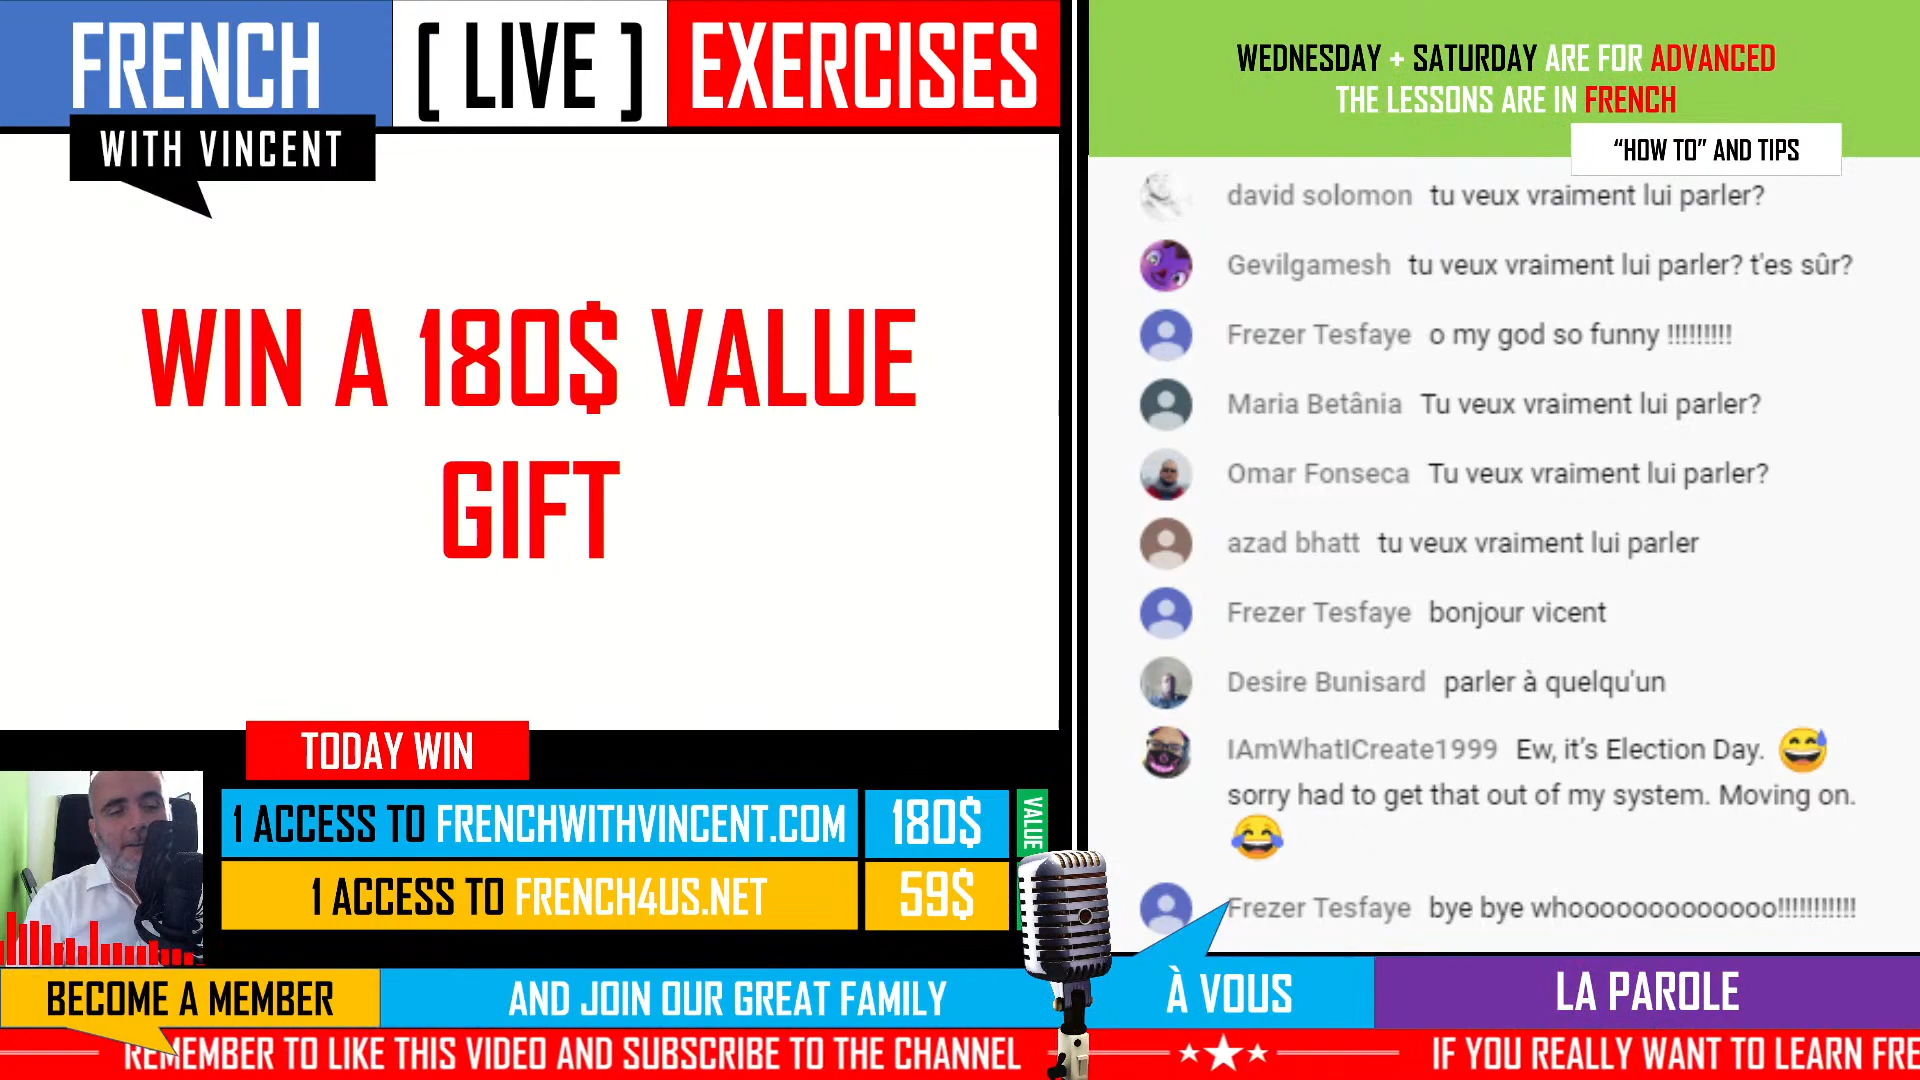 FRENCH
[ LIVE ]
EXERCISES
WITH VINCENT
WIN A 180$ VALUE
GIFT
TODAY WIN
1 ACCESS TO FRENCHWITHVINCENT.COM
180$
VALUE
1 ACCESS TO FRENCH4US.NET
59$
BECOME A MEMBER
AND JOIN OUR GREAT FAMILY
WEDNESDAY + SATURDAY ARE FOR ADVANCED
THE LESSONS ARE IN FRENCH
“HOW TO” AND TIPS
david solomon tu veux vraiment lui parler?
Gevilgamesh tu veux vraiment lui parler? t'es sûr?
Frezer Tesfaye o my god so funny !!!!!!!!!
Maria Betânia Tu veux vraiment lui parler?
Omar Fonseca Tu veux vraiment lui parler?
azad bhatt tu veux vraiment lui parler
Frezer Tesfaye bonjour vicent
Desire Bunisard parler à quelqu'un
IAmWhatICreate1999 Ew, it’s Election Day. 😅
sorry had to get that out of my system. Moving on.
😂
Frezer Tesfaye bye bye whooooooooooooo!!!!!!!!!!!
À VOUS
LA PAROLE
REMEMBER TO LIKE THIS VIDEO AND SUBSCRIBE TO THE CHANNEL
IF YOU REALLY WANT TO LEARN FRE